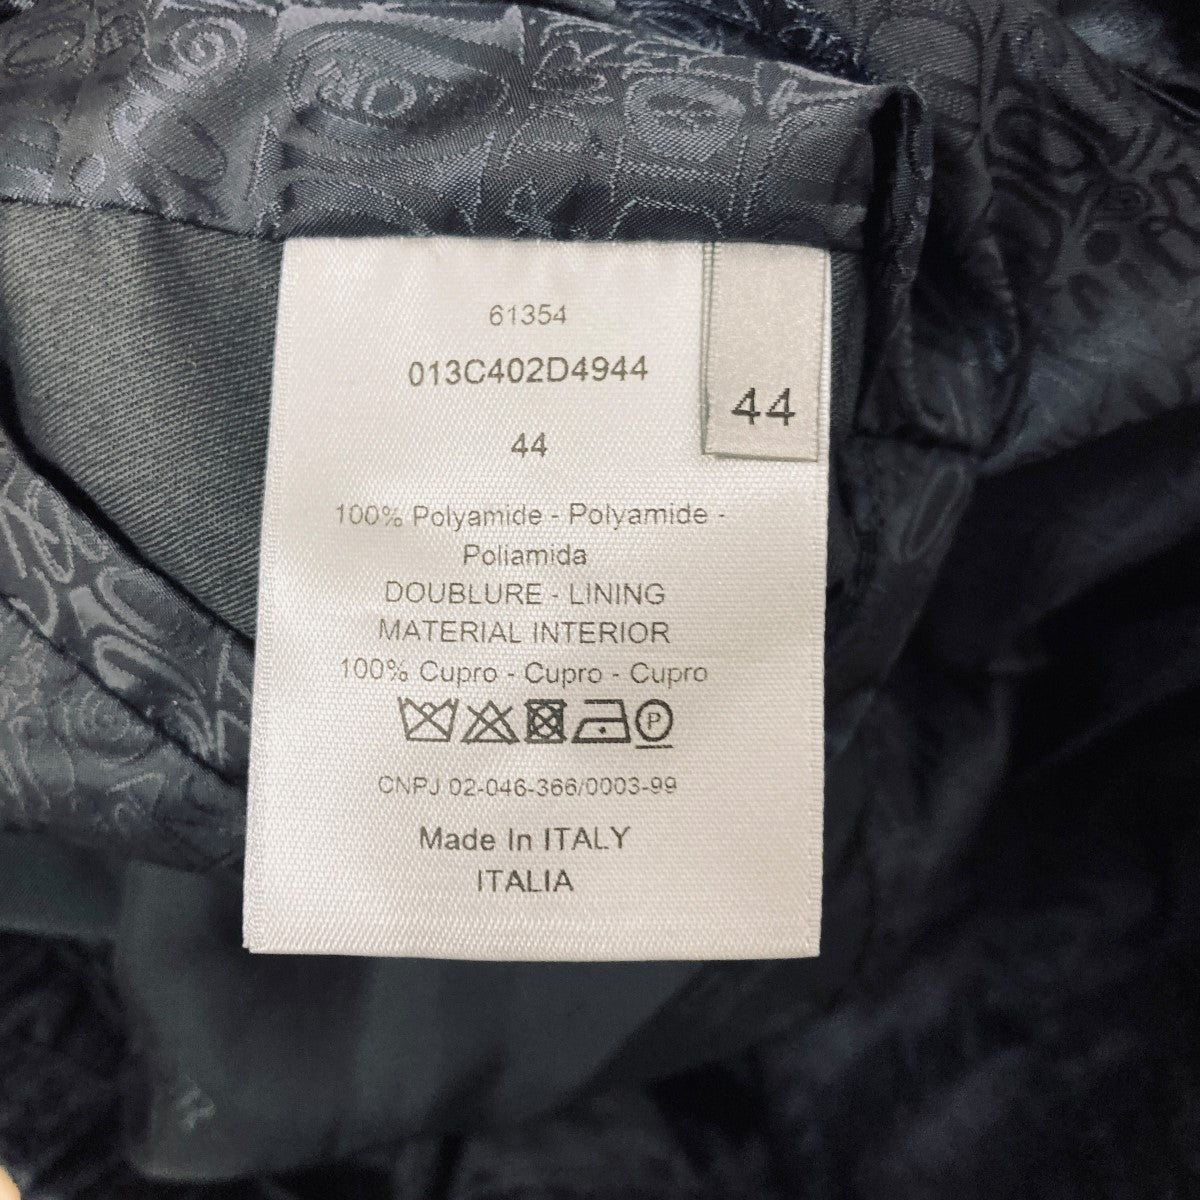 61354
013C402D4944
44
44
100% Polyamide - Polyamide -
Poliamida
DOUBLURE - LINING
MATERIAL INTERIOR
100% Cupro - Cupro - Cupro
P
CNPJ 02-046-366/0003-99
Made In ITALY
ITALIA